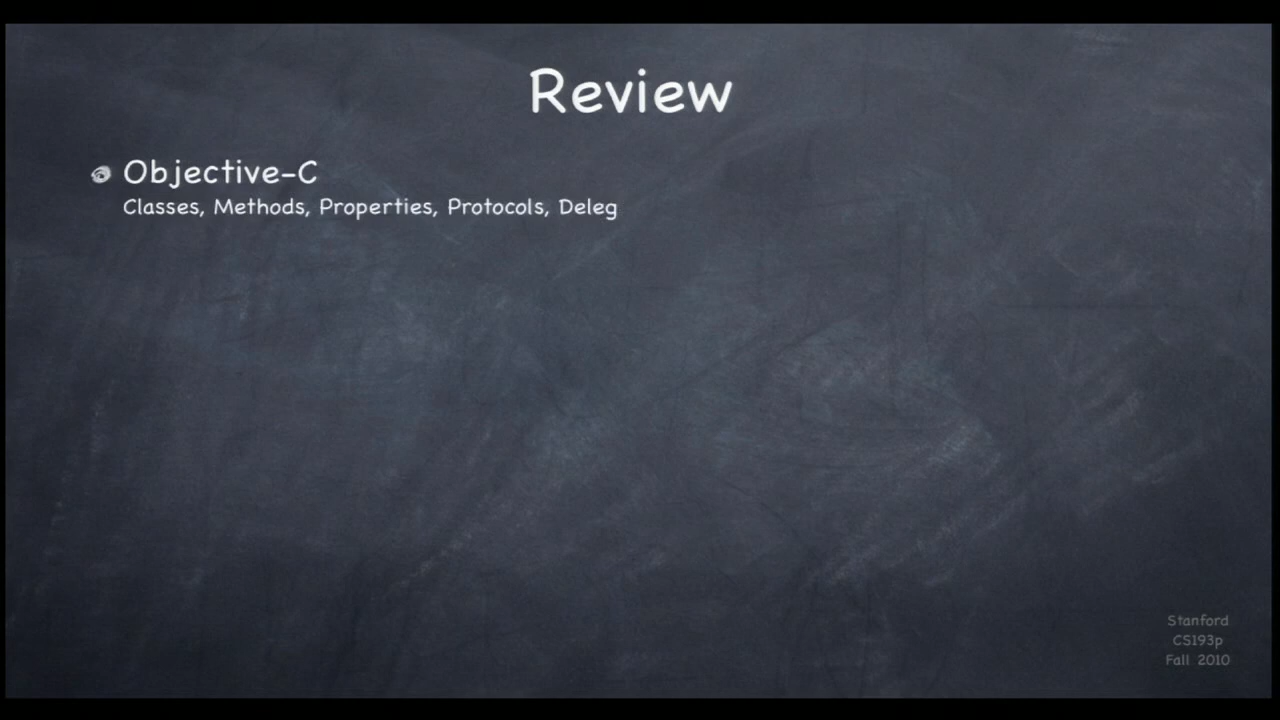 Review
Objective-C
Classes, Methods, Properties, Protocols, Deleg
Stanford
CS193p
Fall 2010